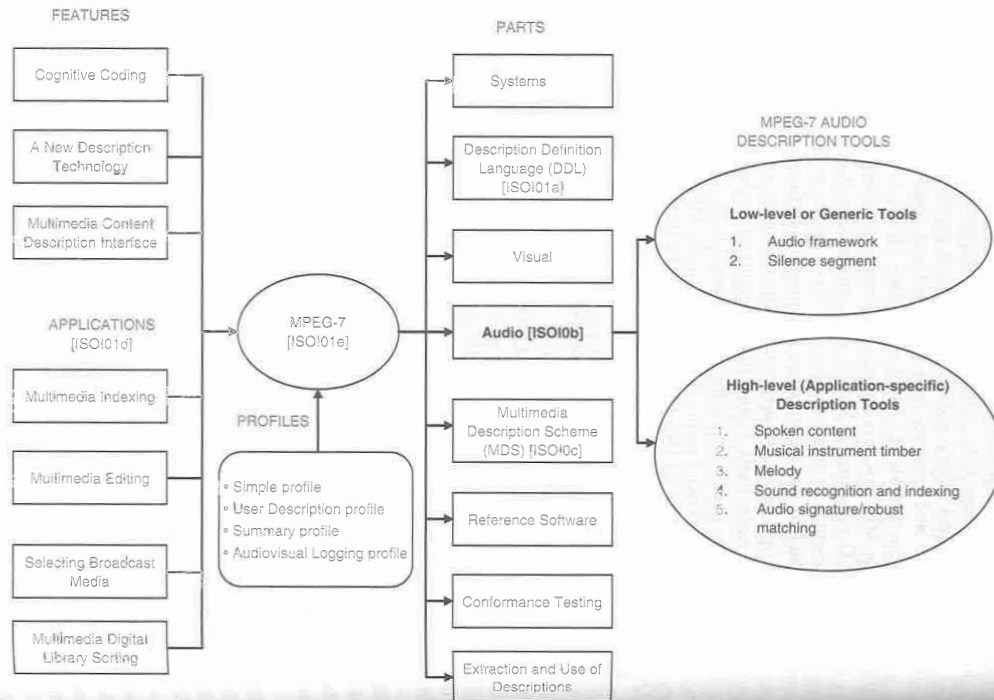 FEATURES
Cognitive Coding
A New Description
Technology
Multimedia Content
Description Interface
APPLICATIONS
[ISOI01d]
Multimedia Indexing
Multimedia Editing
Selecting Broadcast
Media
Multimedia Digital
Library Sorting
MPEG-7
[ISOI01e]
PROFILES
• Simple profile
• User Description profile
• Summary profile
• Audiovisual Logging profile
PARTS
Systems
Description Definition
Language (DDL)
[ISOI01a]
Visual
Audio [ISOI0b]
Multimedia
Description Scheme
(MDS) [ISOI0c]
Reference Software
Conformance Testing
Extraction and Use of
Descriptions
MPEG-7 AUDIO
DESCRIPTION TOOLS
Low-level or Generic Tools
1. Audio framework
2. Silence segment
High-level (Application-specific)
Description Tools
1. Spoken content
2. Musical instrument timber
3. Melody
4. Sound recognition and indexing
5. Audio signature/robust
matching